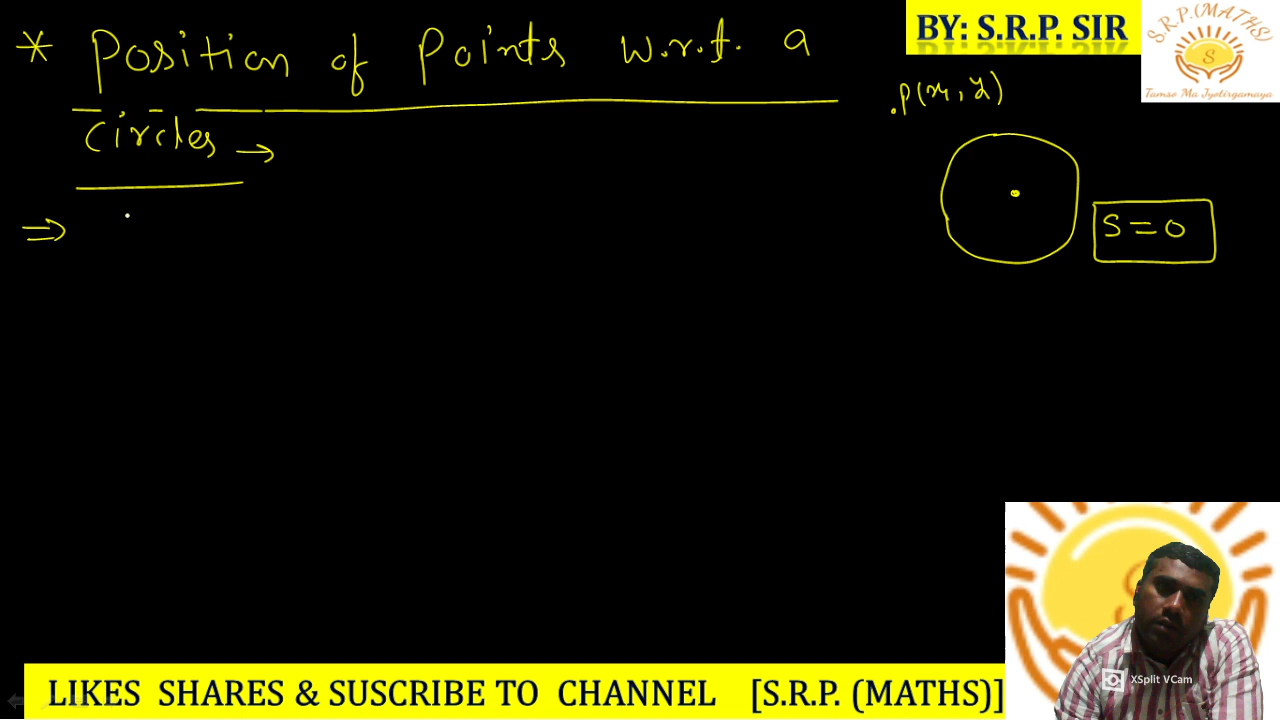 * Position of Points w.r.t. a
Circles →
⇒
BY: S.R.P. SIR
S.R.P.(MATHS)
S
Tamso Ma Jyotirgamaya
.P(x₁, y₁)
S=0
XSplit VCam
LIKES SHARES & SUSCRIBE TO CHANNEL [S.R.P. (MATHS)]